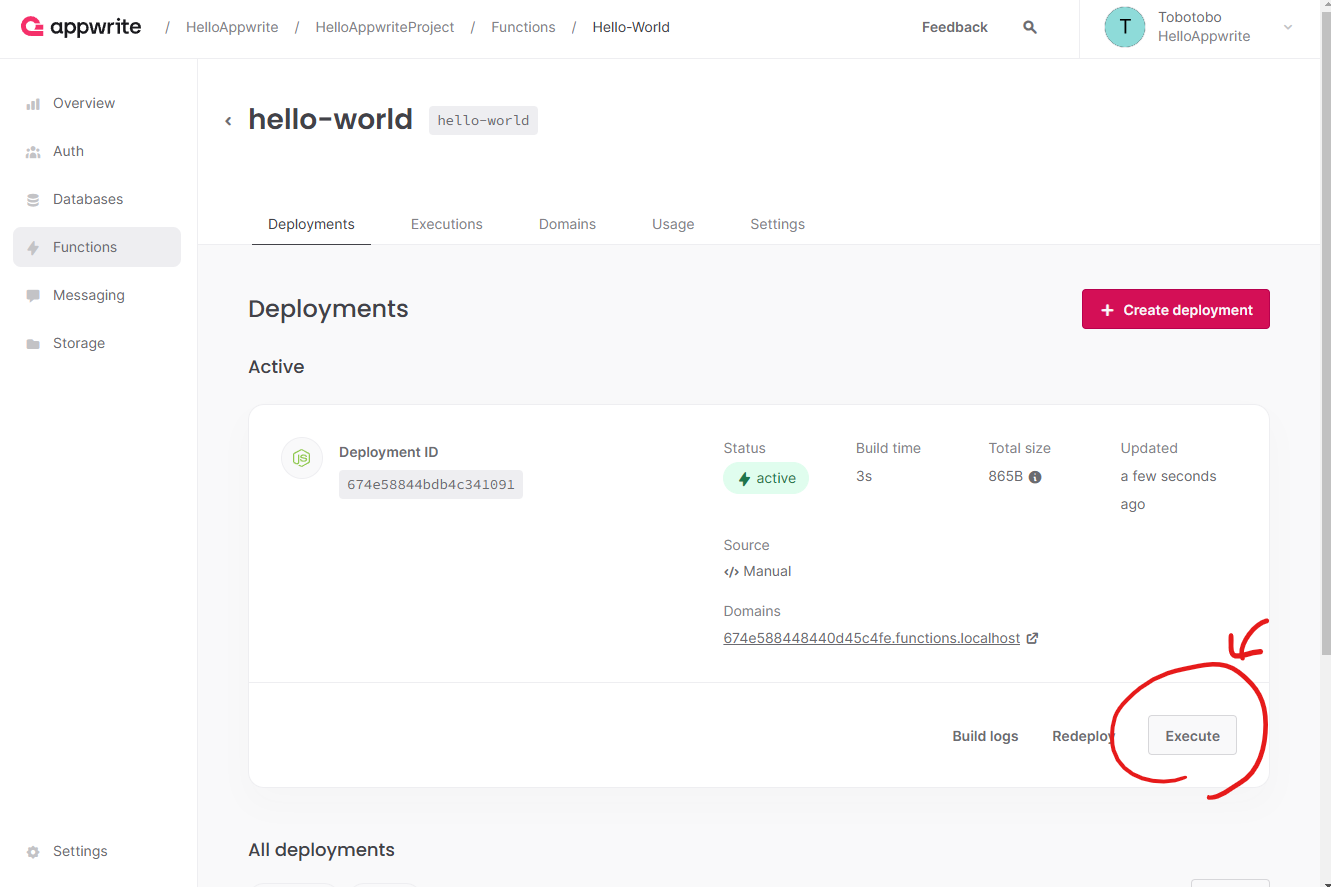 appwrite / HelloAppwrite / HelloAppwriteProject / Functions / Hello-World Feedback T Tobotobo
HelloAppwrite
Overview
Auth
Databases
Functions
Messaging
Storage
Settings
hello-world hello-world
Deployments Executions Domains Usage Settings
Deployments + Create deployment
Active
JS Deployment ID
674e58844bdb4c341091
Status Build time Total size Updated
active 3s 865B a few seconds
ago
Source
</> Manual
Domains
674e588448440d45c4fe.functions.localhost
Build logs Redeploy Execute
All deployments